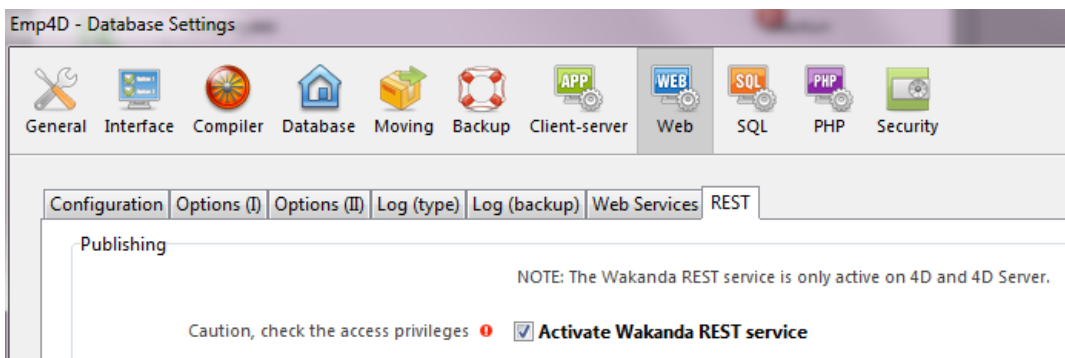 Emp4D - Database Settings
APP WEB SQL PHP
General Interface Compiler Database Moving Backup Client-server Web SQL PHP Security
Configuration Options (I) Options (II) Log (type) Log (backup) Web Services REST
Publishing
NOTE: The Wakanda REST service is only active on 4D and 4D Server.
Caution, check the access privileges Activate Wakanda REST service